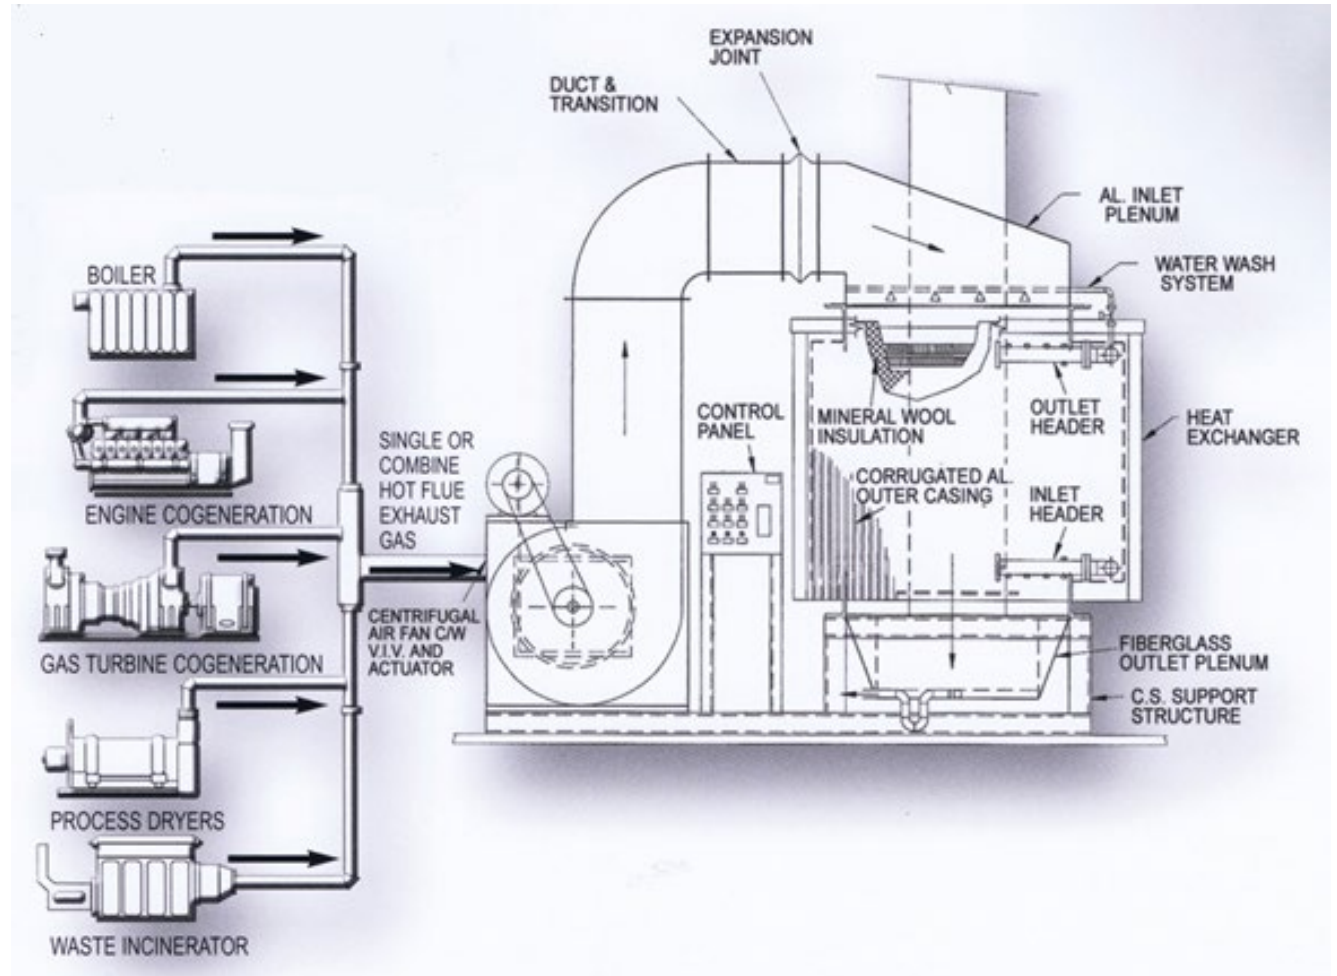 EXPANSION
JOINT
DUCT &
TRANSITION
AL. INLET
PLENUM
WATER WASH
SYSTEM
BOILER
OUTLET
HEADER
HEAT
EXCHANGER
CONTROL
PANEL
MINERAL WOOL
INSULATION
SINGLE OR
COMBINE
HOT FLUE
EXHAUST
GAS
CORRUGATED AL.
OUTER CASING
INLET
HEADER
ENGINE COGENERATION
CENTRIFUGAL
AIR FAN C/W
V.I.V. AND
ACTUATOR
GAS TURBINE COGENERATION
FIBERGLASS
OUTLET PLENUM
C.S. SUPPORT
STRUCTURE
PROCESS DRYERS
WASTE INCINERATOR